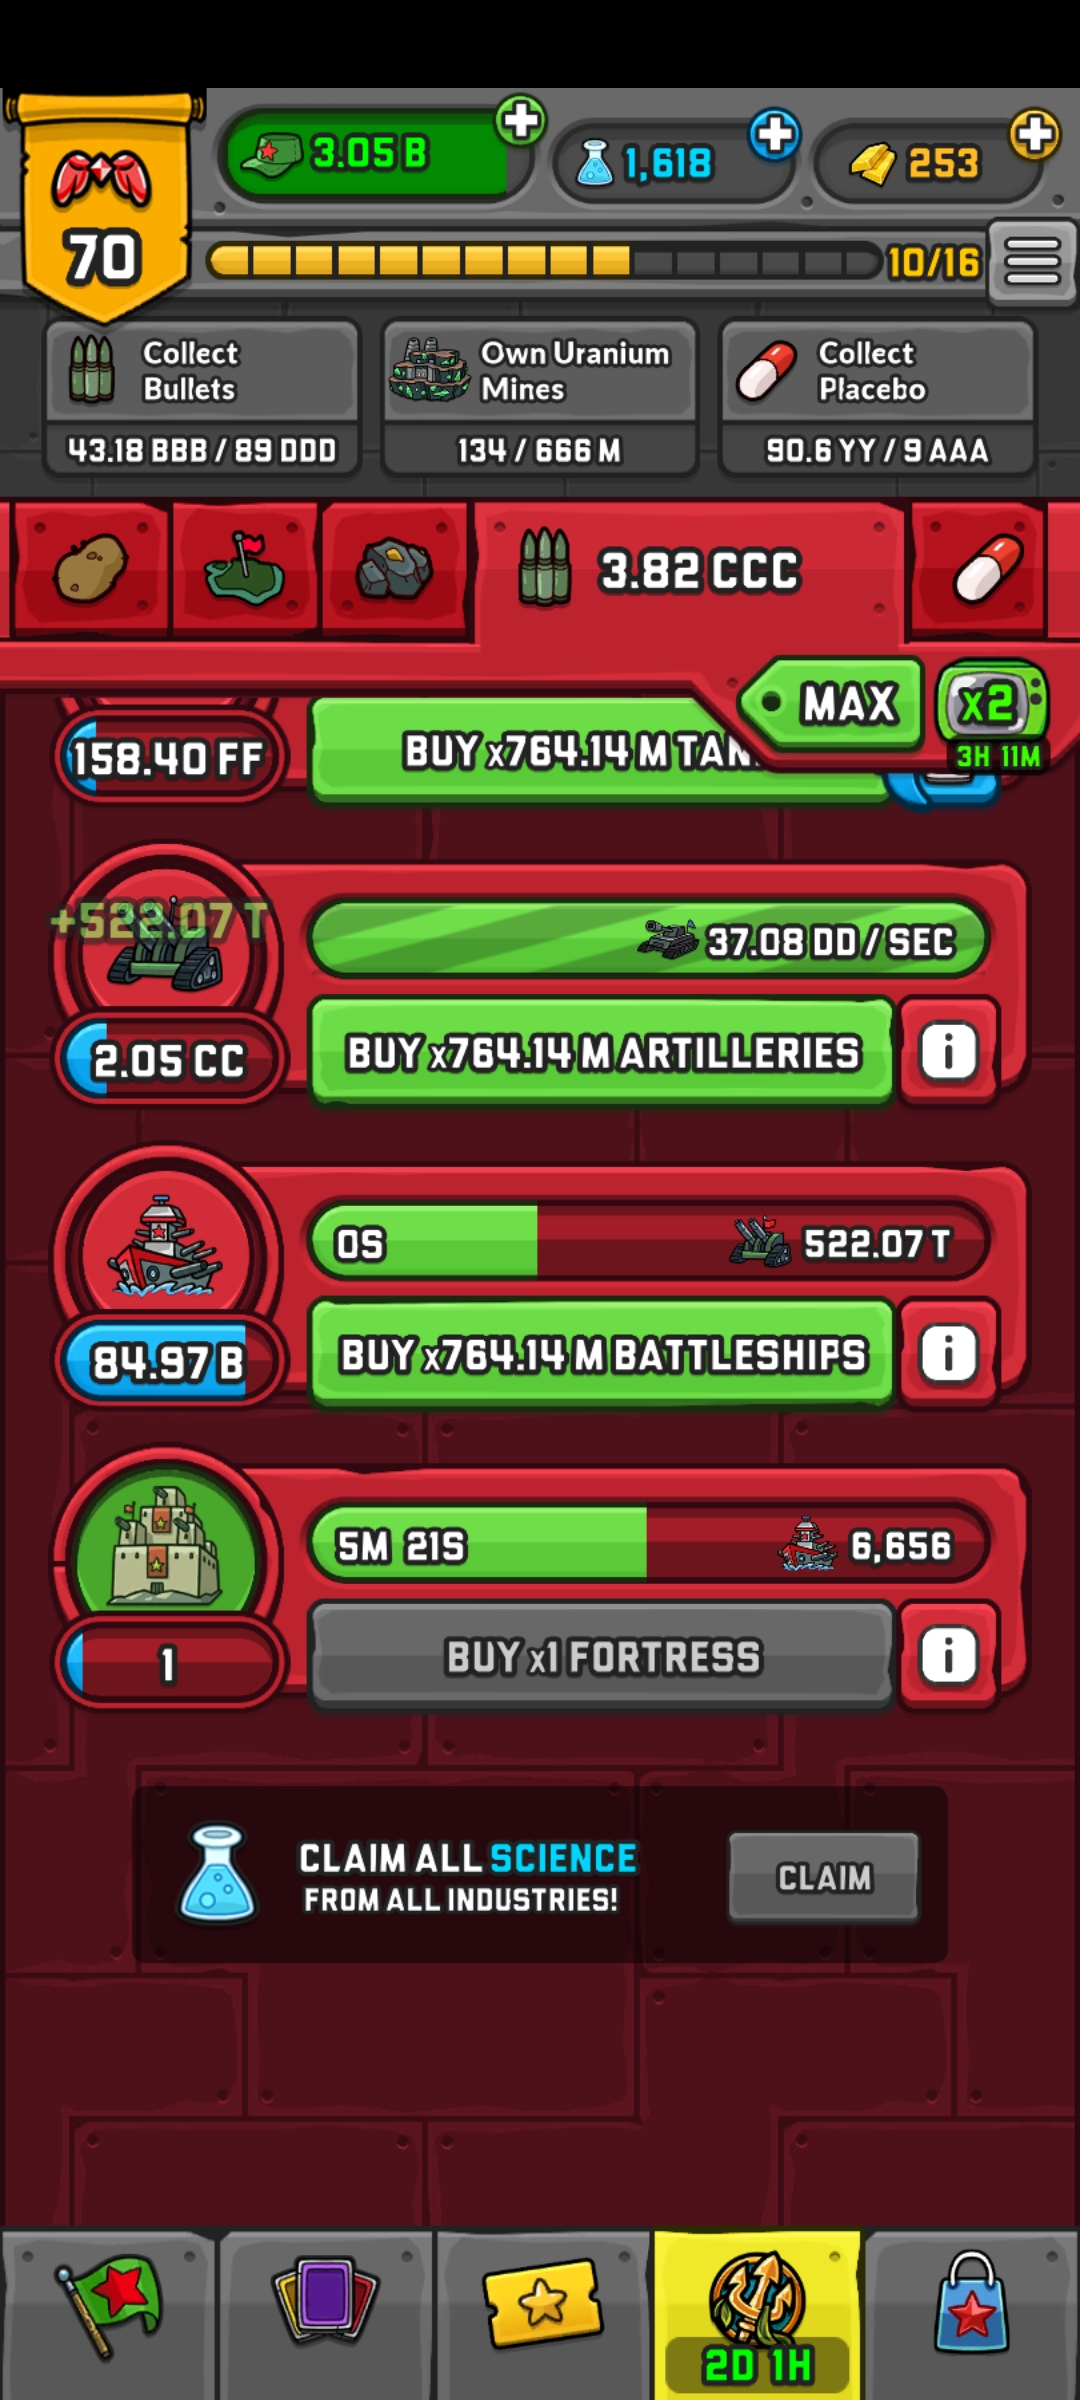 70
3.05 B
1,618
253
10/16
Collect
Bullets
43.18 BBB / 89 DDD
Own Uranium
Mines
134 / 666 M
Collect
Placebo
90.6 YY / 9 AAA
3.82 CCC
MAX
x2
3H 11M
158.40 FF
BUY x764.14 M
+522.07 T
37.08 DD / SEC
2.05 CC
BUY x764.14 M ARTILLERIES
i
0S
522.07 T
84.97 B
BUY x764.14 M BATTLESHIPS
i
5M 21S
6,656
1
BUY x1 FORTRESS
i
CLAIM ALL SCIENCE
FROM ALL INDUSTRIES!
CLAIM
2D 1H